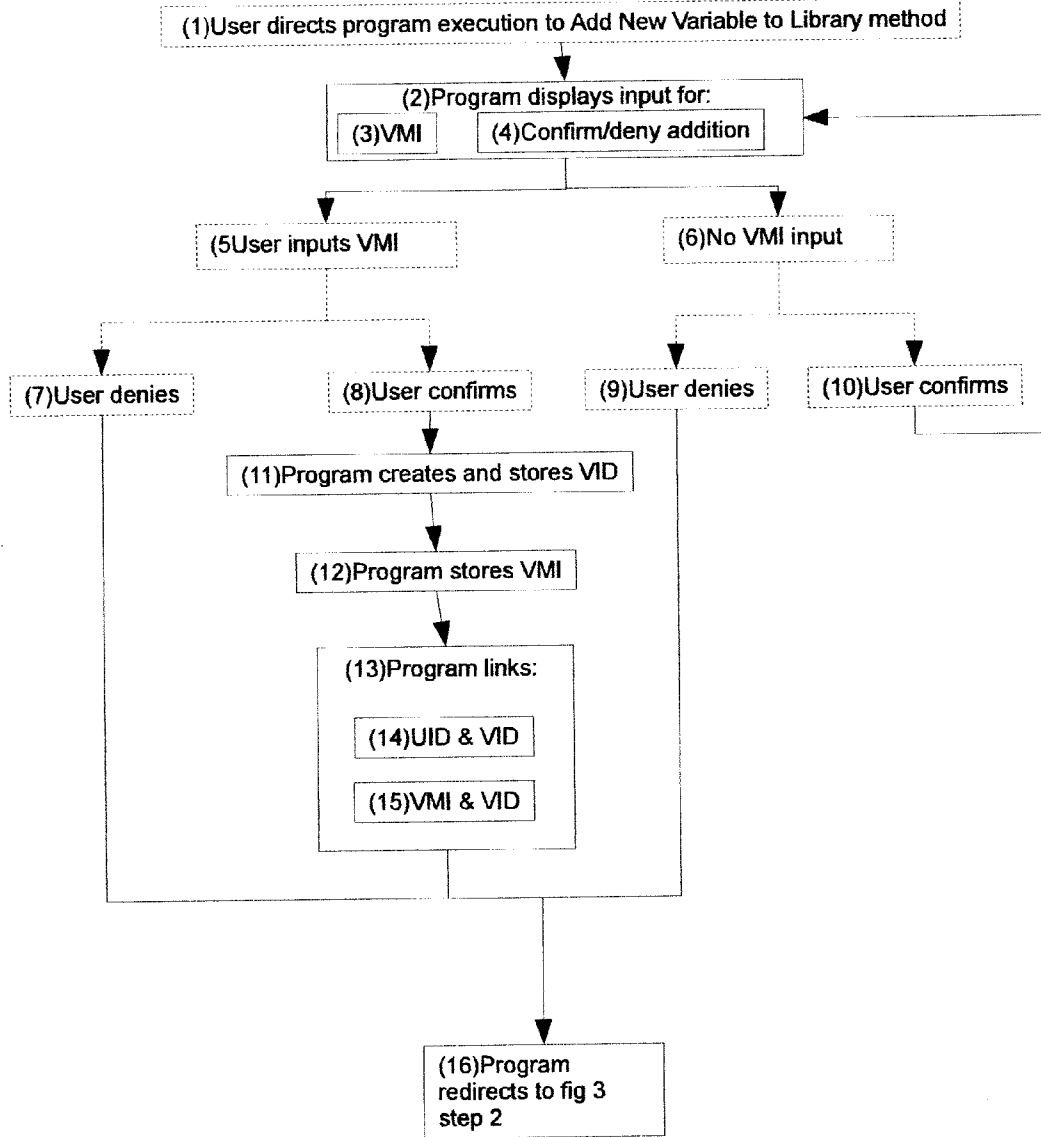 (1)User directs program execution to Add New Variable to Library method
(2)Program displays input for:
(3)VMI
(4)Confirm/deny addition
(5User inputs VMI
(6)No VMI input
(7)User denies
(8)User confirms
(9)User denies
(10)User confirms
(11)Program creates and stores VID
(12)Program stores VMI
(13)Program links:
(14)UID & VID
(15)VMI & VID
(16)Program
redirects to fig 3
step 2